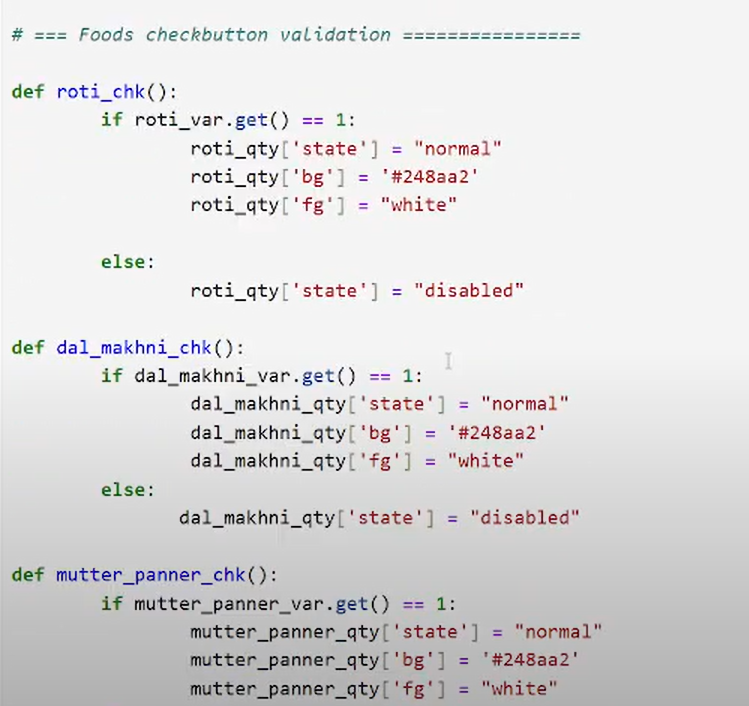 # === Foods checkbutton validation ================
def roti_chk():
if roti_var.get() == 1:
roti_qty['state'] = "normal"
roti_qty['bg'] = '#248aa2'
roti_qty['fg'] = "white"
else:
roti_qty['state'] = "disabled"
def dal_makhni_chk():
if dal_makhni_var.get() == 1:
dal_makhni_qty['state'] = "normal"
dal_makhni_qty['bg'] = '#248aa2'
dal_makhni_qty['fg'] = "white"
else:
dal_makhni_qty['state'] = "disabled"
def mutter_panner_chk():
if mutter_panner_var.get() == 1:
mutter_panner_qty['state'] = "normal"
mutter_panner_qty['bg'] = '#248aa2'
mutter_panner_qty['fg'] = "white"